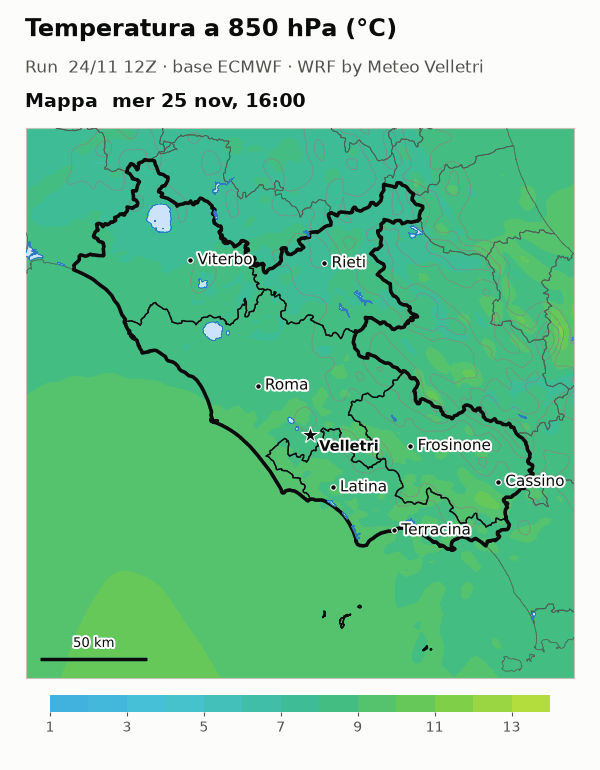 Temperatura a 850 hPa (°C)
Run  24/11 12Z · base ECMWF · WRF by Meteo Velletri
Mappa  mer 25 nov, 16:00
Viterbo
Rieti
Roma
Velletri
Frosinone
Latina
Cassino
Terracina
50 km
1 3 5 7 9 11 13